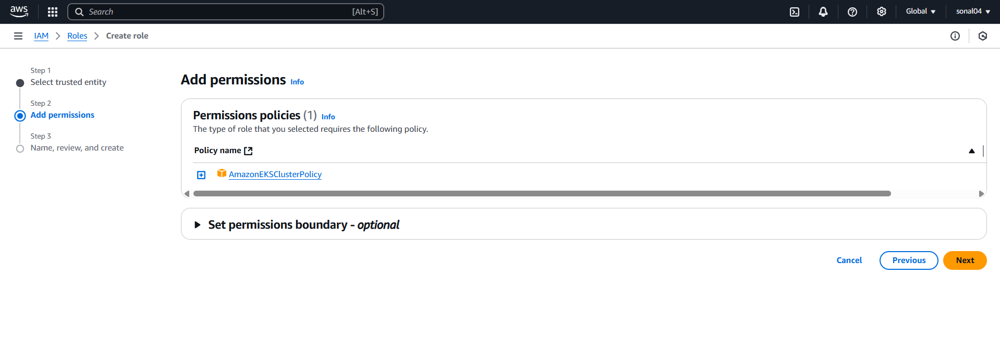 aws
Search [Alt+S]
Global
sonal04
IAM
Roles
Create role
Step 1
Select trusted entity
Step 2
Add permissions
Step 3
Name, review, and create
Add permissions Info
Permissions policies (1) Info
The type of role that you selected requires the following policy.
Policy name
AmazonEKSClusterPolicy
Set permissions boundary - optional
Cancel
Previous
Next